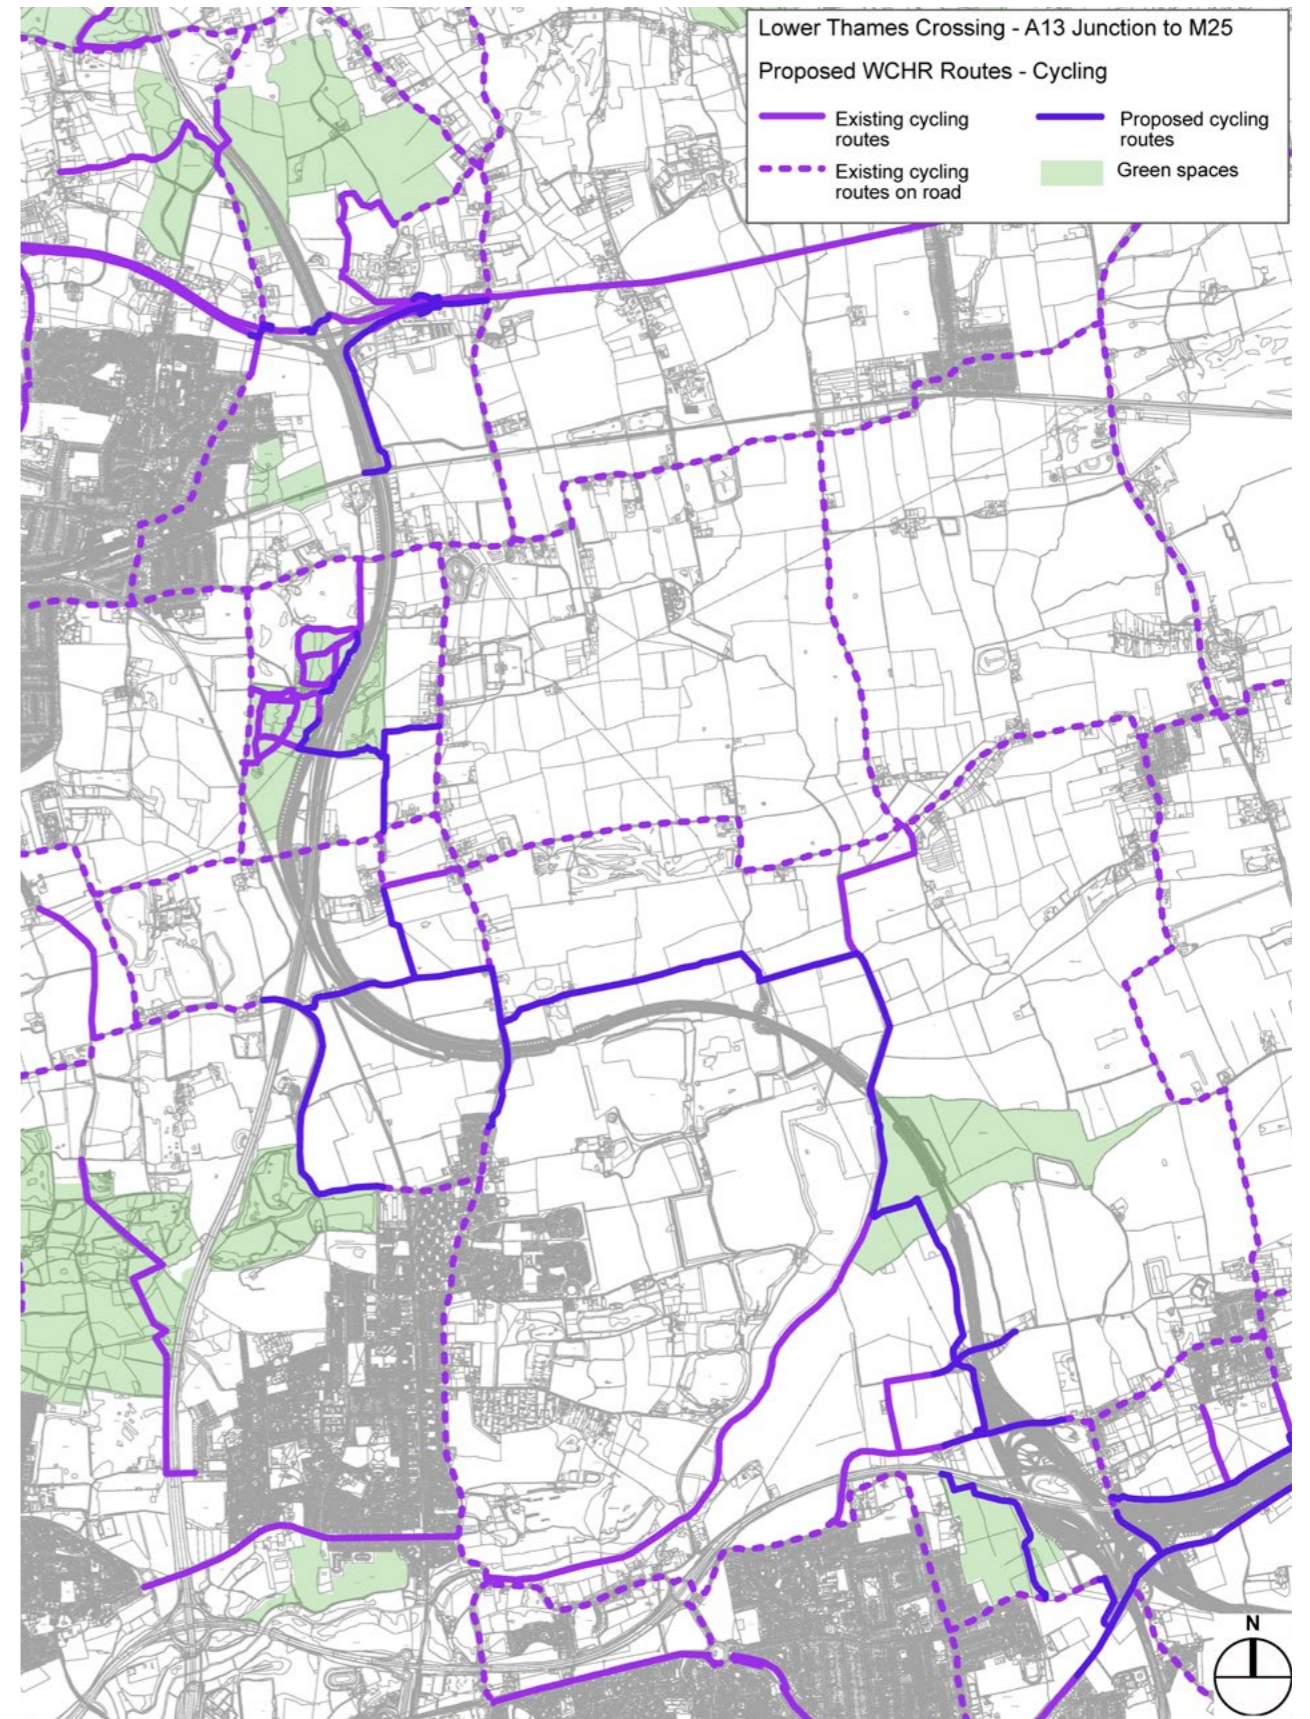 Lower Thames Crossing - A13 Junction to M25
Proposed WCHR Routes - Cycling
Existing cycling
routes
Proposed cycling
routes
Existing cycling
routes on road
Green spaces
N